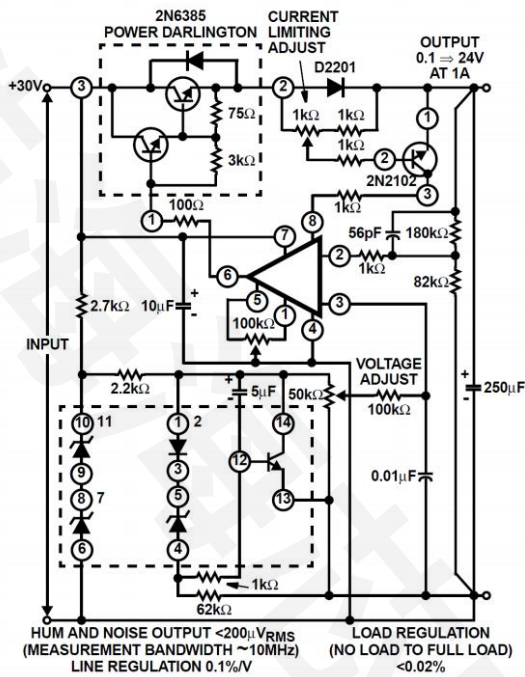 2N6385
POWER DARLINGTON
CURRENT
LIMITING
ADJUST
OUTPUT
0.1 ⇒ 24V
AT 1A
+30V
3
2
D2201
75Ω
3kΩ
1kΩ
1kΩ
1kΩ
1
2
2N2102
3
1
100Ω
8
1kΩ
56pF
180kΩ
7
6
2
1kΩ
82kΩ
5
1
4
3
100kΩ
2.7kΩ
10μF
+
-
INPUT
2.2kΩ
VOLTAGE
ADJUST
50kΩ
100kΩ
+
-
250μF
+
-
5μF
10
11
1
2
14
9
3
12
8
7
5
13
6
4
0.01μF
1kΩ
62kΩ
HUM AND NOISE OUTPUT <200μVRMS
(MEASUREMENT BANDWIDTH ~10MHz)
LINE REGULATION 0.1%/V
LOAD REGULATION
(NO LOAD TO FULL LOAD)
<0.02%